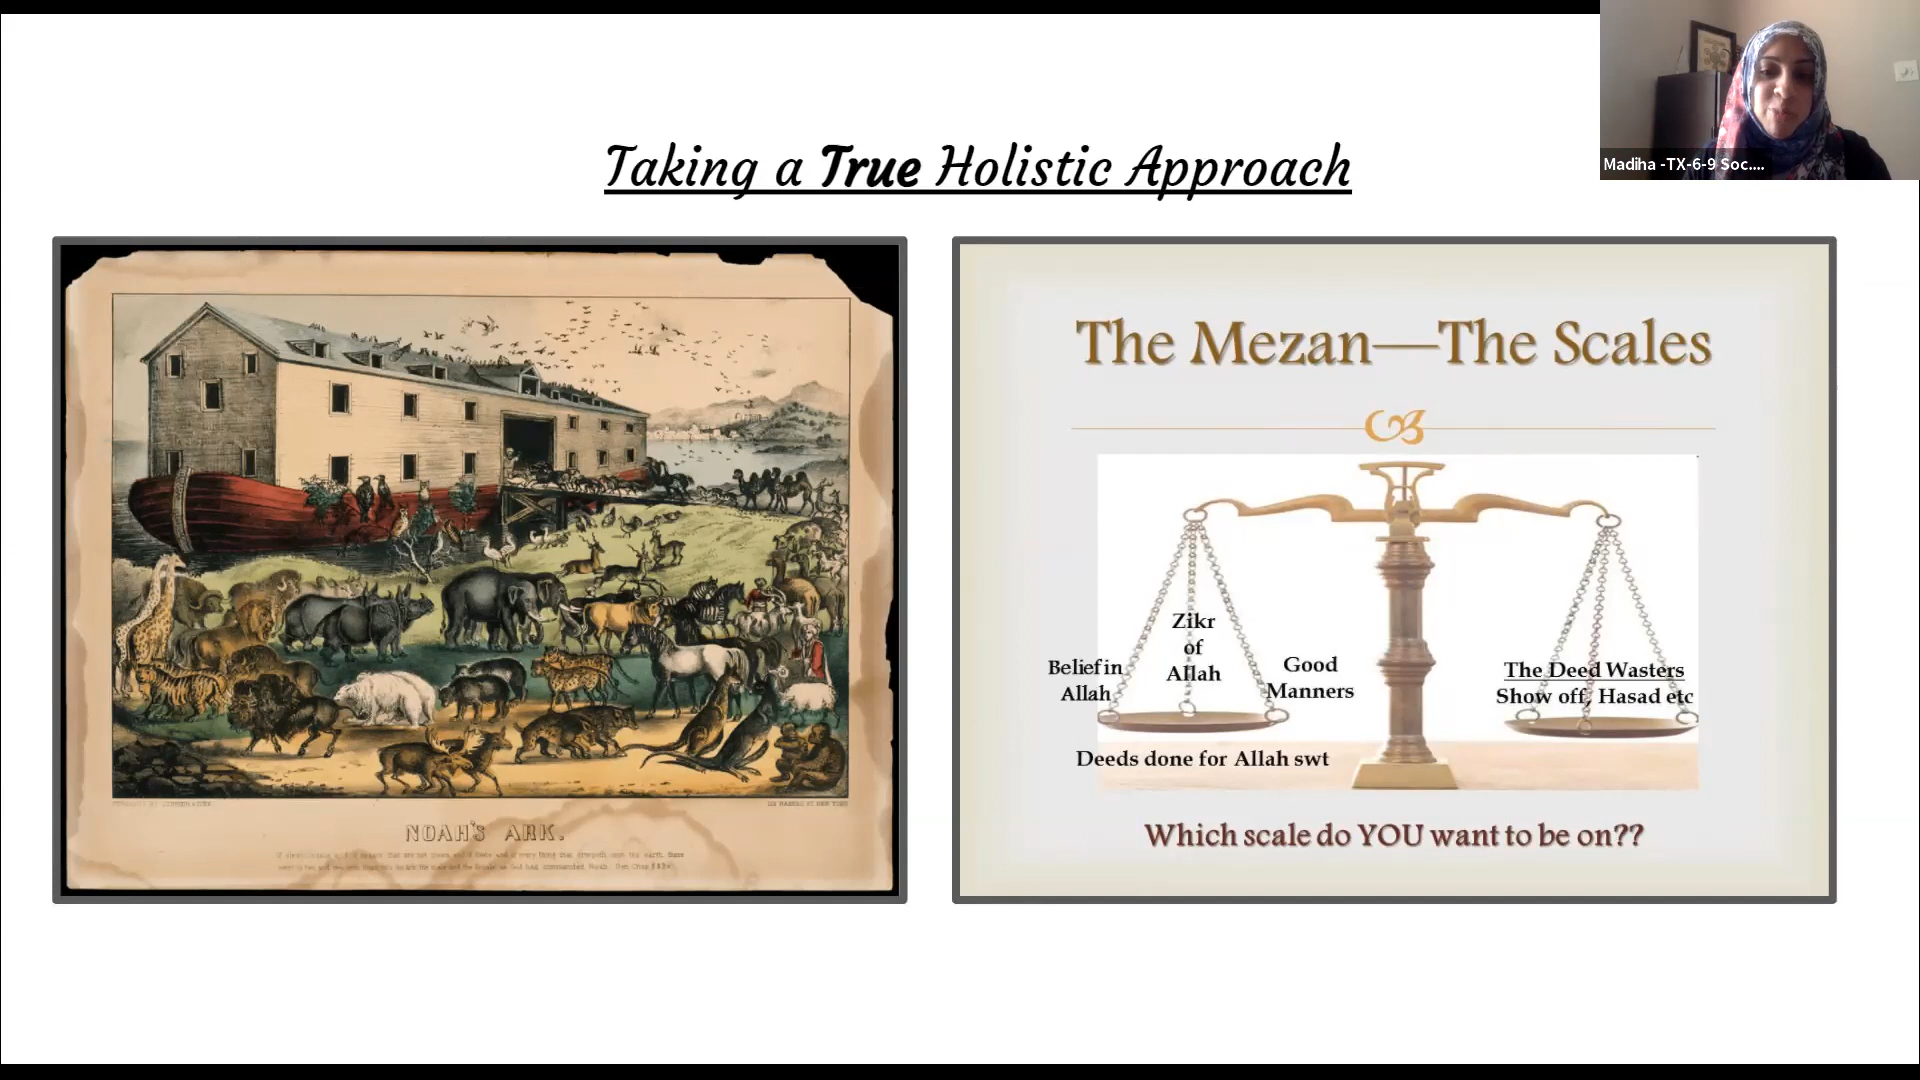 Taking a True Holistic Approach
Madiha -TX-6-9 Soc....
NOAH'S ARK.
The Mezan—The Scales
Zikr
of
Allah
Belief in
Allah
Good
Manners
The Deed Wasters
Show off, Hasad etc
Deeds done for Allah swt
Which scale do YOU want to be on??